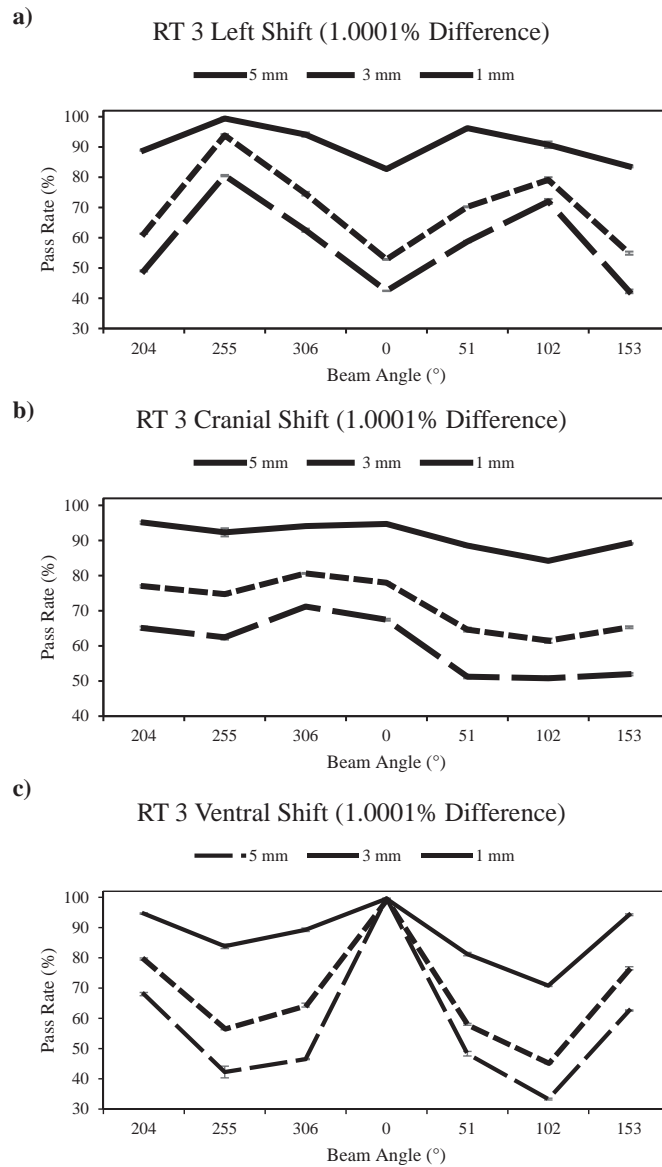 a)
RT 3 Left Shift (1.0001% Difference)
5 mm 3 mm 1 mm
100
90
80
70
60
50
40
30
Pass Rate (%)
204 255 306 0 51 102 153
Beam Angle (°)
b)
RT 3 Cranial Shift (1.0001% Difference)
5 mm 3 mm 1 mm
100
90
80
70
60
50
40
Pass Rate (%)
204 255 306 0 51 102 153
Beam Angle (°)
c)
RT 3 Ventral Shift (1.0001% Difference)
5 mm 3 mm 1 mm
100
90
80
70
60
50
40
30
Pass Rate (%)
204 255 306 0 51 102 153
Beam Angle (°)